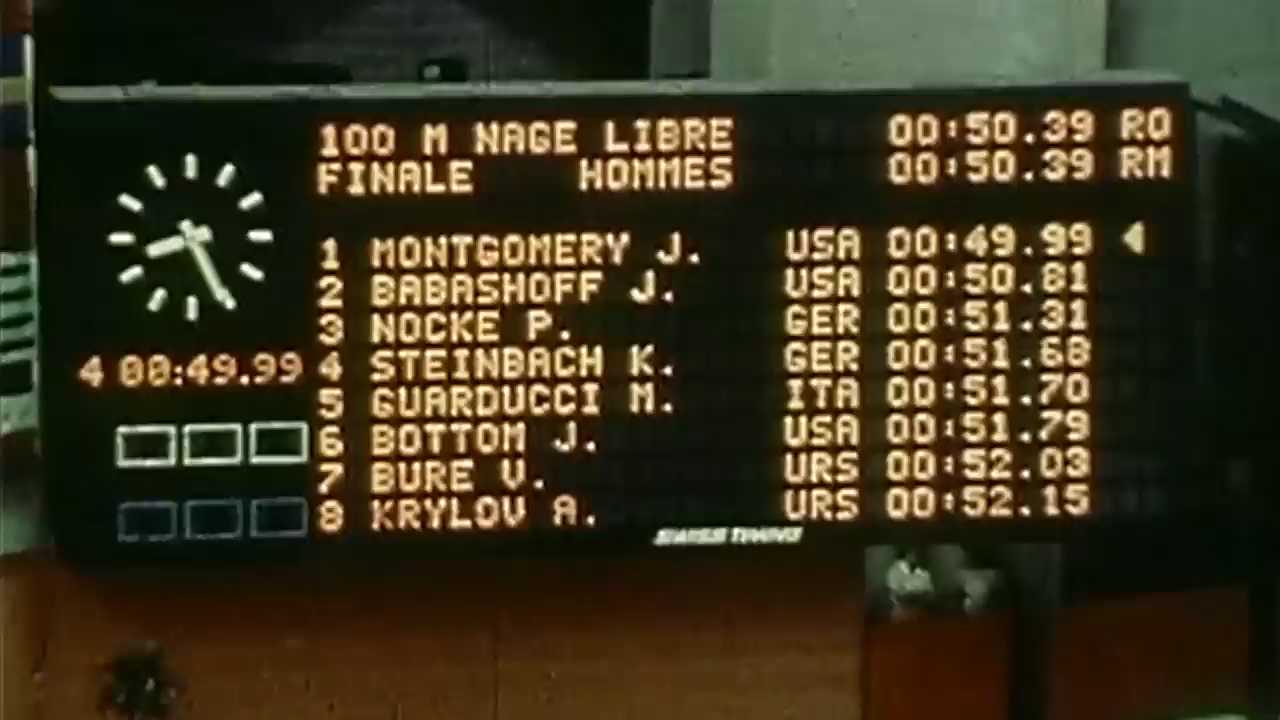 100 M NAGE LIBRE 00:50.39 RO
FINALE HOMMES 00:50.39 RM
1 MONTGOMERY J. USA 00:49.99
2 BABASHOFF J. USA 00:50.81
3 NOCKE P. GER 00:51.31
4 STEINBACH K. GER 00:51.68
5 GUARDUCCI M. ITA 00:51.70
6 BOTTOM J. USA 00:51.79
7 BURE V. URS 00:52.03
8 KRYLOV A. URS 00:52.15
4 00:49.99
SWISS TIMING